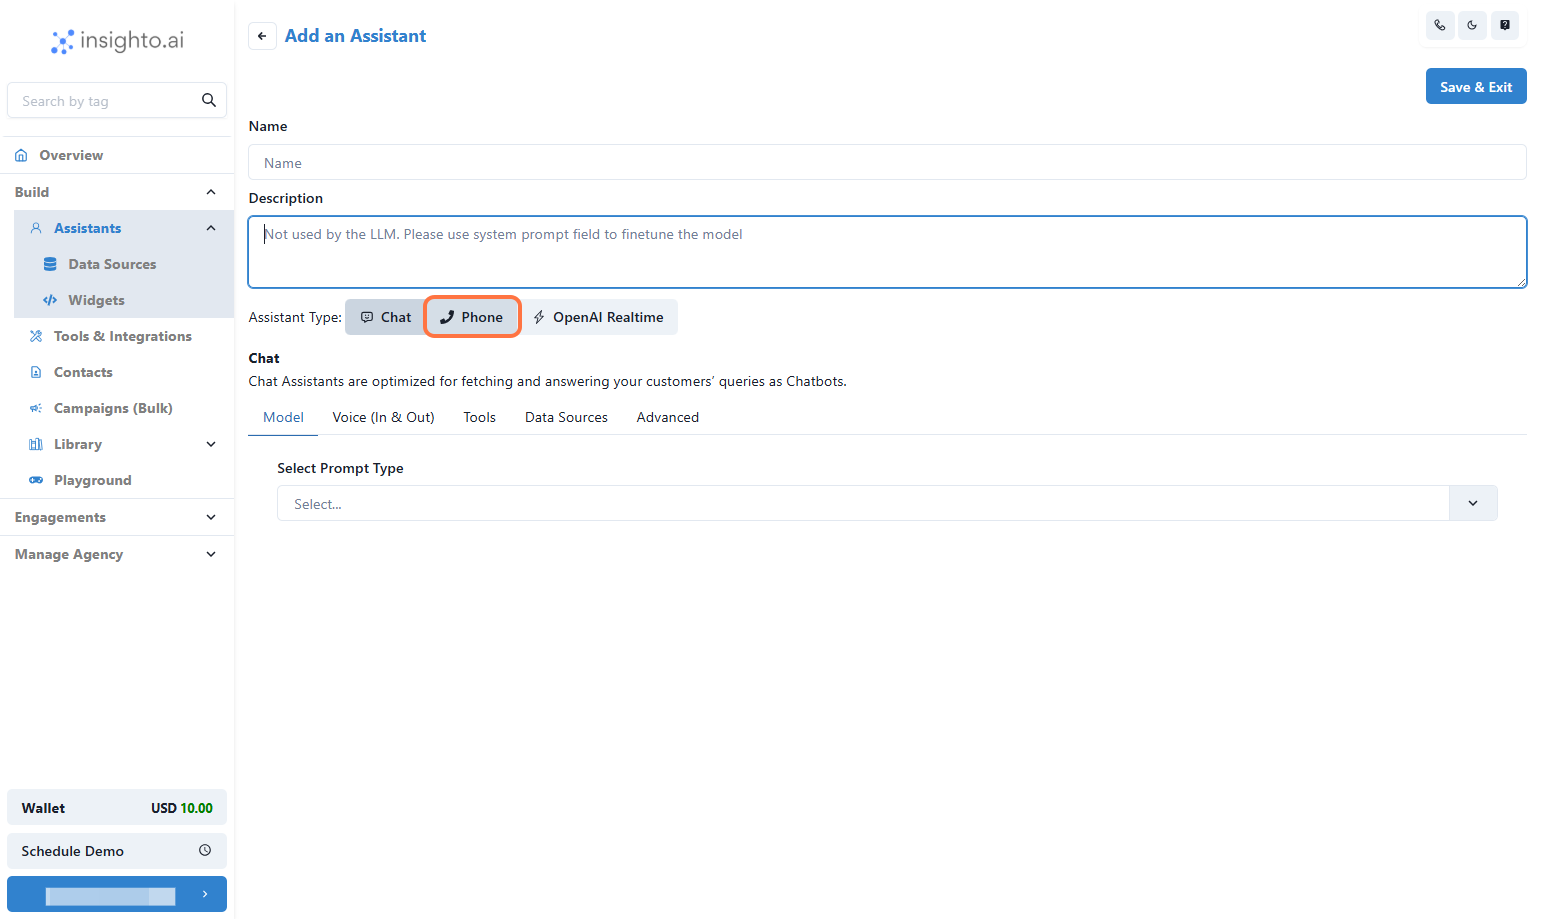 insighto.ai
Search by tag
Overview
Build
Assistants
Data Sources
Widgets
Tools & Integrations
Contacts
Campaigns (Bulk)
Library
Playground
Engagements
Manage Agency
Wallet USD 10.00
Schedule Demo
Add an Assistant
Save & Exit
Name
Name
Description
Not used by the LLM. Please use system prompt field to finetune the model
Assistant Type: Chat Phone OpenAI Realtime
Chat
Chat Assistants are optimized for fetching and answering your customers’ queries as Chatbots.
Model Voice (In & Out) Tools Data Sources Advanced
Select Prompt Type
Select...